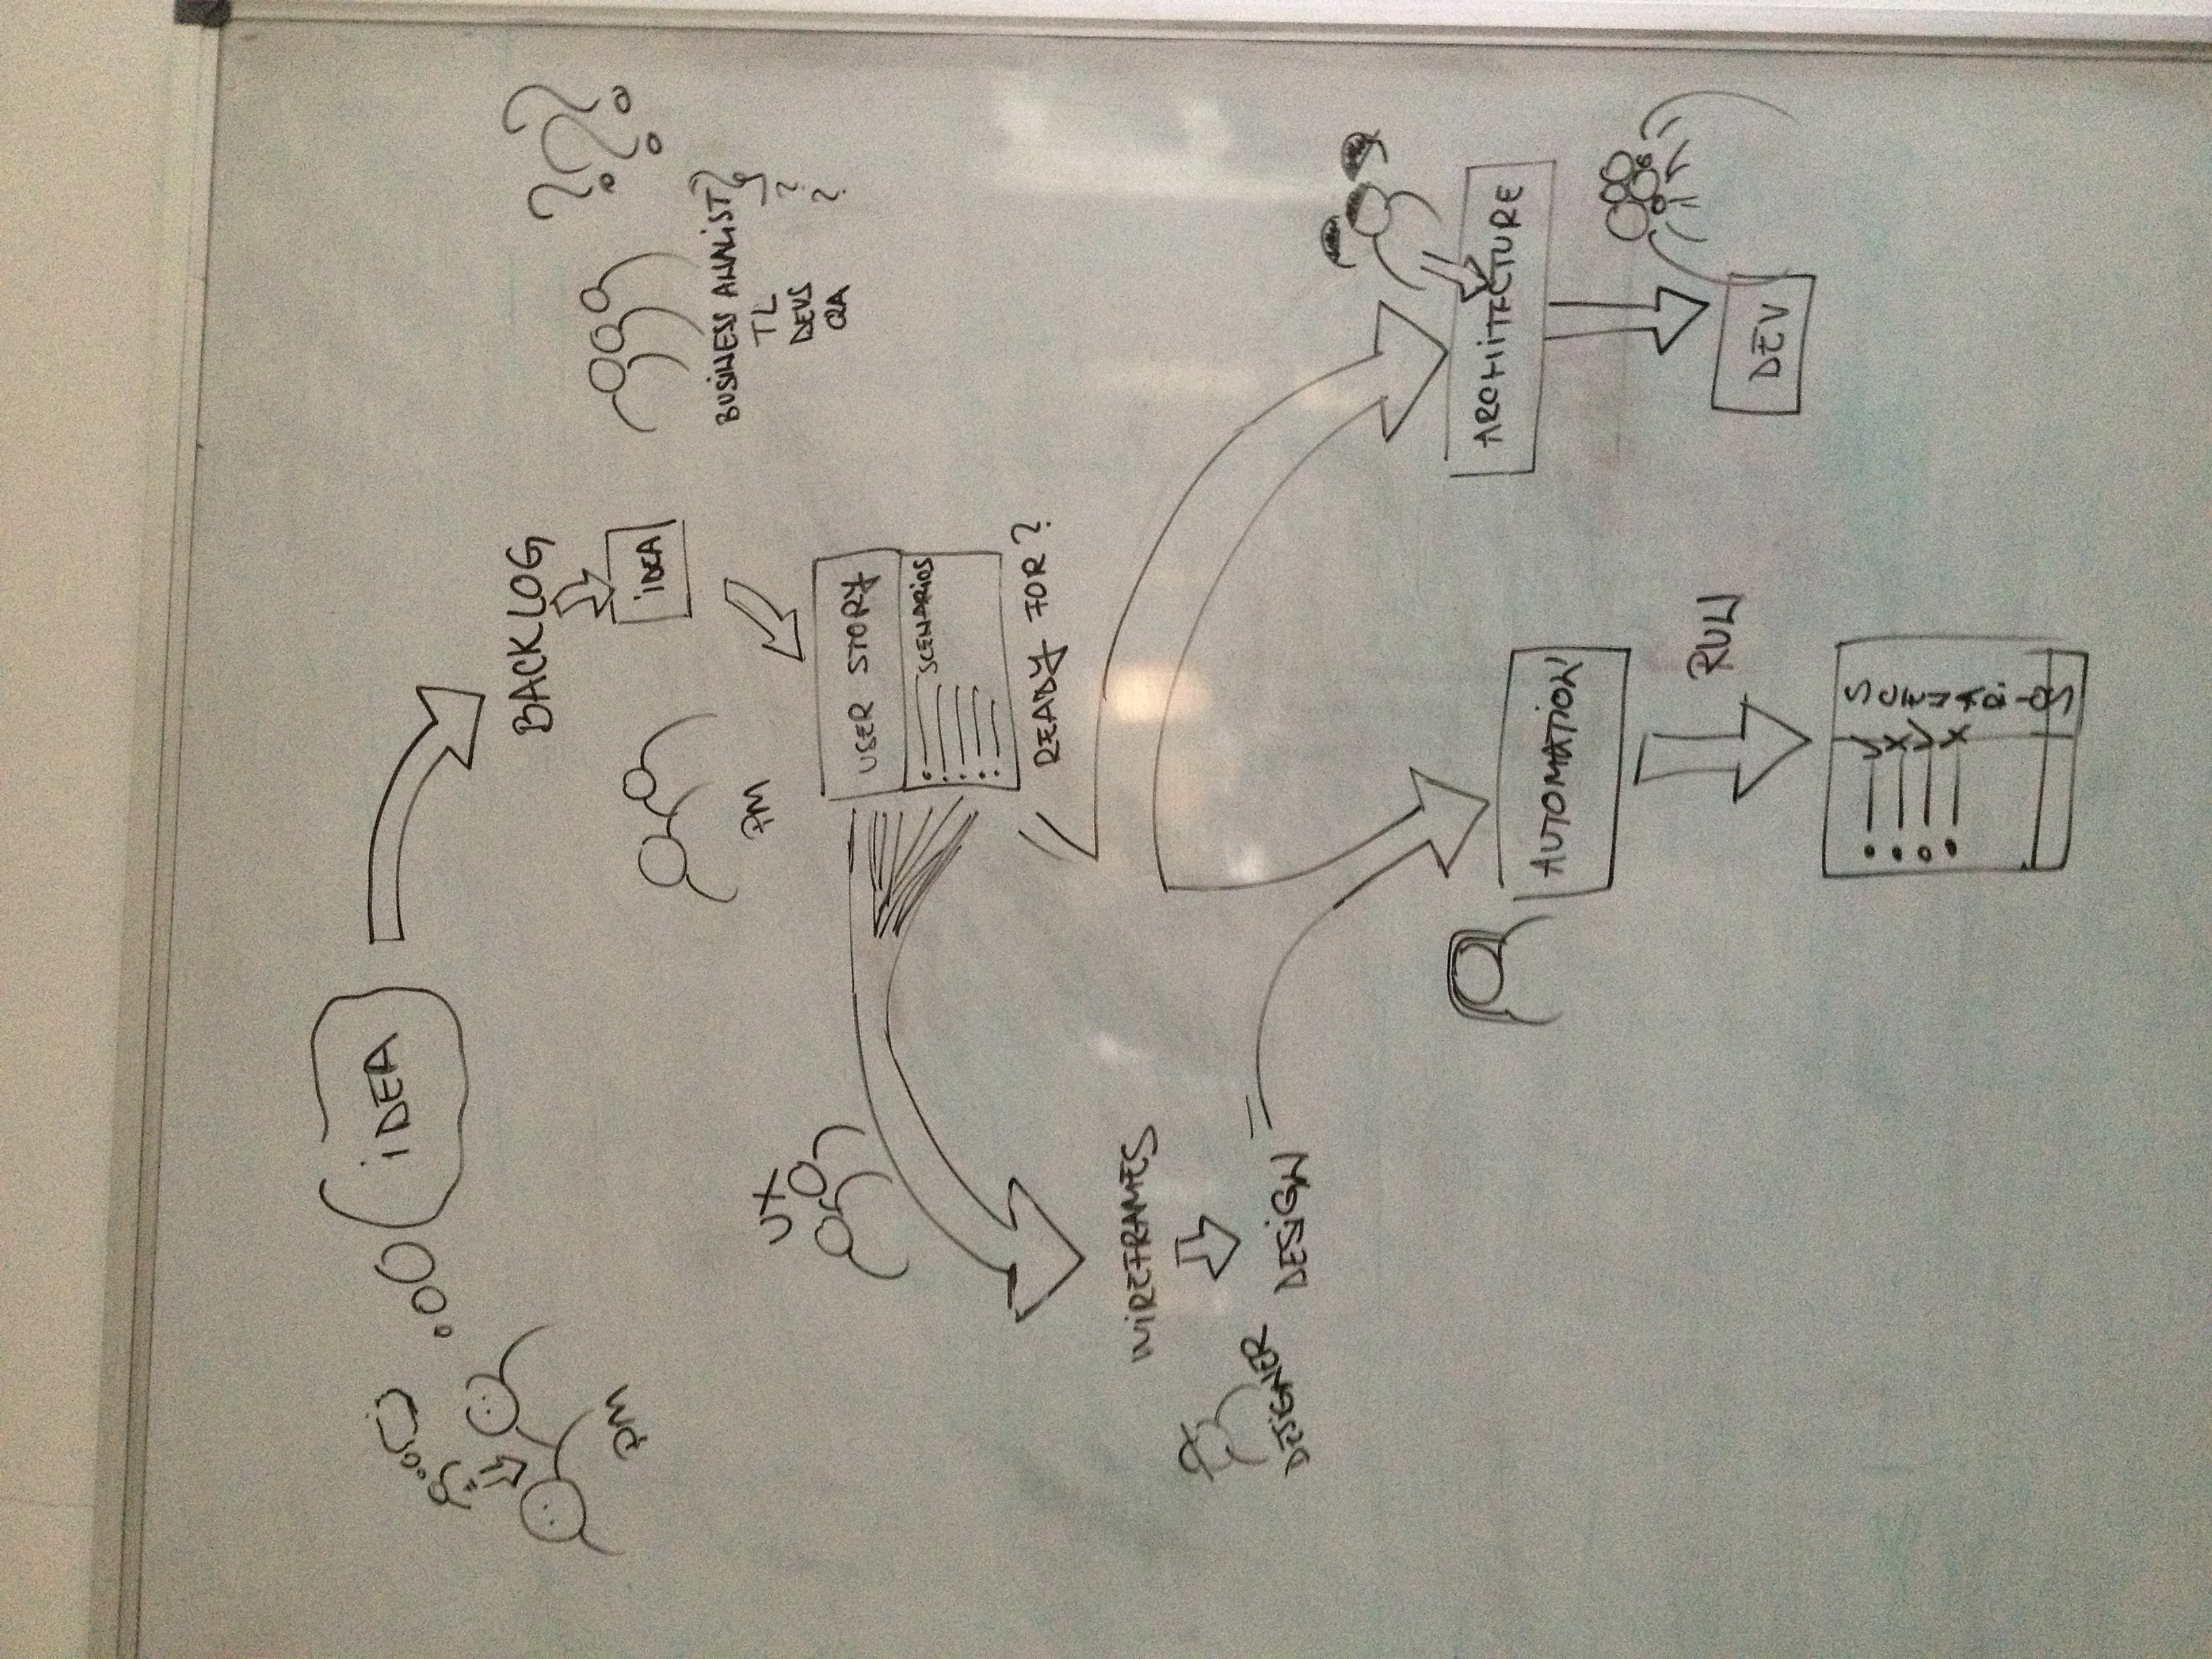 iDEA
BACKLOG
PM
iDEA
PM
BUSINESS ANALiST ?
TL ?
DEVS ?
QA ?
???
UX
USER STORY
SCENARiOS
READY FOR?
WiREFRAMES
DESiGNER
DESiGN
ARCHiTECTURE
AUTOMATiON
RUN
DEV
SCENARiOS